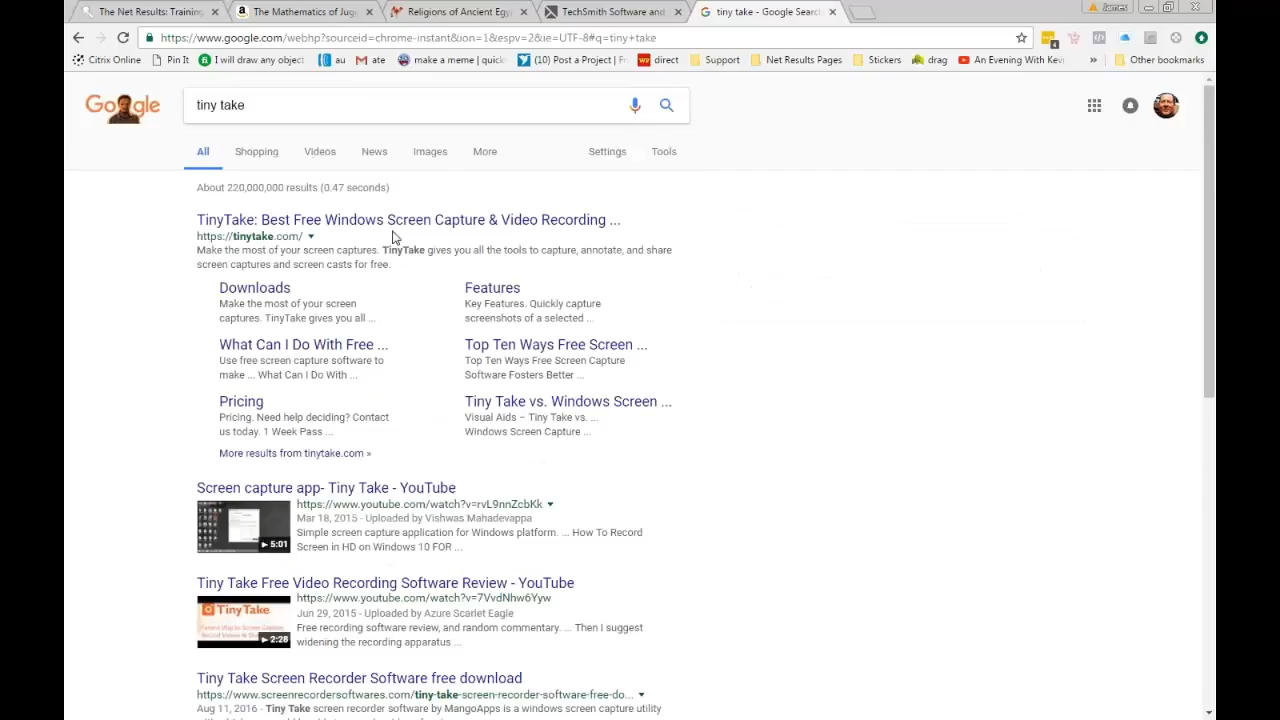 The Net Results: Training
The Mathematics of Jug
Religions of Ancient Egy
TechSmith Software and
tiny take - Google Searc
https://www.google.com/webhp?sourceid=chrome-instant&ion=1&espv=2&ie=UTF-8#q=tiny+take
Citrix Online Pin It I will draw any object au ate make a meme | quick (10) Post a Project | Fr direct Support Net Results Pages Stickers drag An Evening With Kev » Other bookmarks
Google tiny take
All Shopping Videos News Images More Settings Tools
About 220,000,000 results (0.47 seconds)
TinyTake: Best Free Windows Screen Capture & Video Recording ...
https://tinytake.com/
Make the most of your screen captures. TinyTake gives you all the tools to capture, annotate, and share
screen captures and screen casts for free.
Downloads
Make the most of your screen
captures. TinyTake gives you all ...
Features
Key Features. Quickly capture
screenshots of a selected ...
What Can I Do With Free ...
Use free screen capture software to
make ... What Can I Do With ...
Top Ten Ways Free Screen ...
Top Ten Ways Free Screen Capture
Software Fosters Better ...
Pricing
Pricing. Need help deciding? Contact
us today. 1 Week Pass ...
Tiny Take vs. Windows Screen ...
Visual Aids – Tiny Take vs. ...
Windows Screen Capture ...
More results from tinytake.com »
Screen capture app- Tiny Take - YouTube
https://www.youtube.com/watch?v=rvL9nnZcbKk
Mar 18, 2015 - Uploaded by Vishwas Mahadevappa
Simple screen capture application for Windows platform. ... How To Record
Screen in HD on Windows 10 FOR ...
5:01
Tiny Take Free Video Recording Software Review - YouTube
https://www.youtube.com/watch?v=7VvdNhw6Yyw
Jun 29, 2015 - Uploaded by Azure Scarlet Eagle
Free recording software review, and random commentary. ... Then I suggest
widening the recording apparatus ...
TinyTake
2:28
Tiny Take Screen Recorder Software free download
https://www.screenrecordersoftwares.com/tiny-take-screen-recorder-software-free-do...
Aug 11, 2016 - Tiny Take screen recorder software by MangoApps is a windows screen capture utility